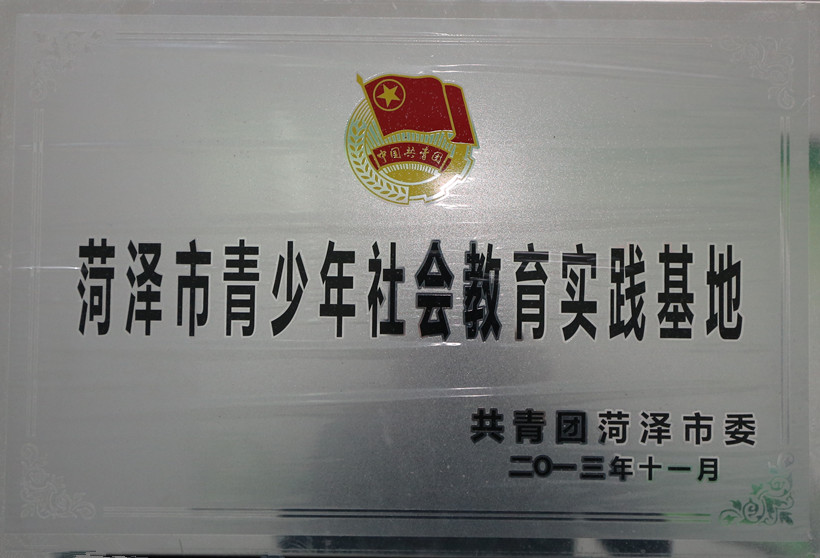 中国共青团
菏泽市青少年社会教育实践基地
共青团菏泽市委
二〇一三年十一月